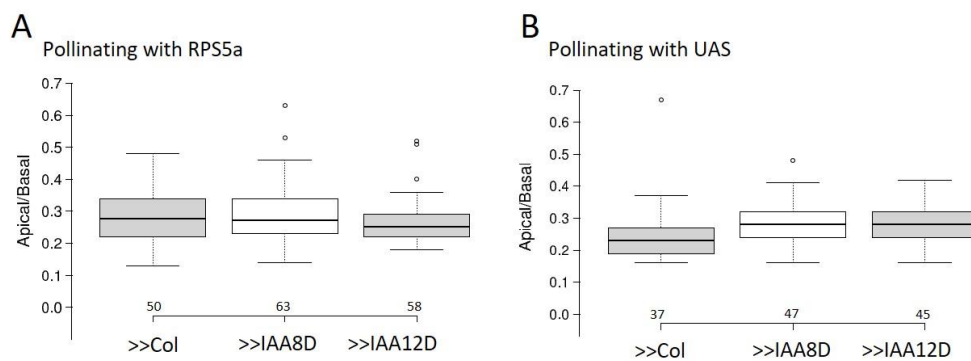 A
Pollinating with RPS5a
Apical/Basal
0.7
0.6
0.5
0.4
0.3
0.2
0.1
0.0
50 63 58
>>Col >>IAA8D >>IAA12D
B
Pollinating with UAS
Apical/Basal
0.7
0.6
0.5
0.4
0.3
0.2
0.1
0.0
37 47 45
>>Col >>IAA8D >>IAA12D